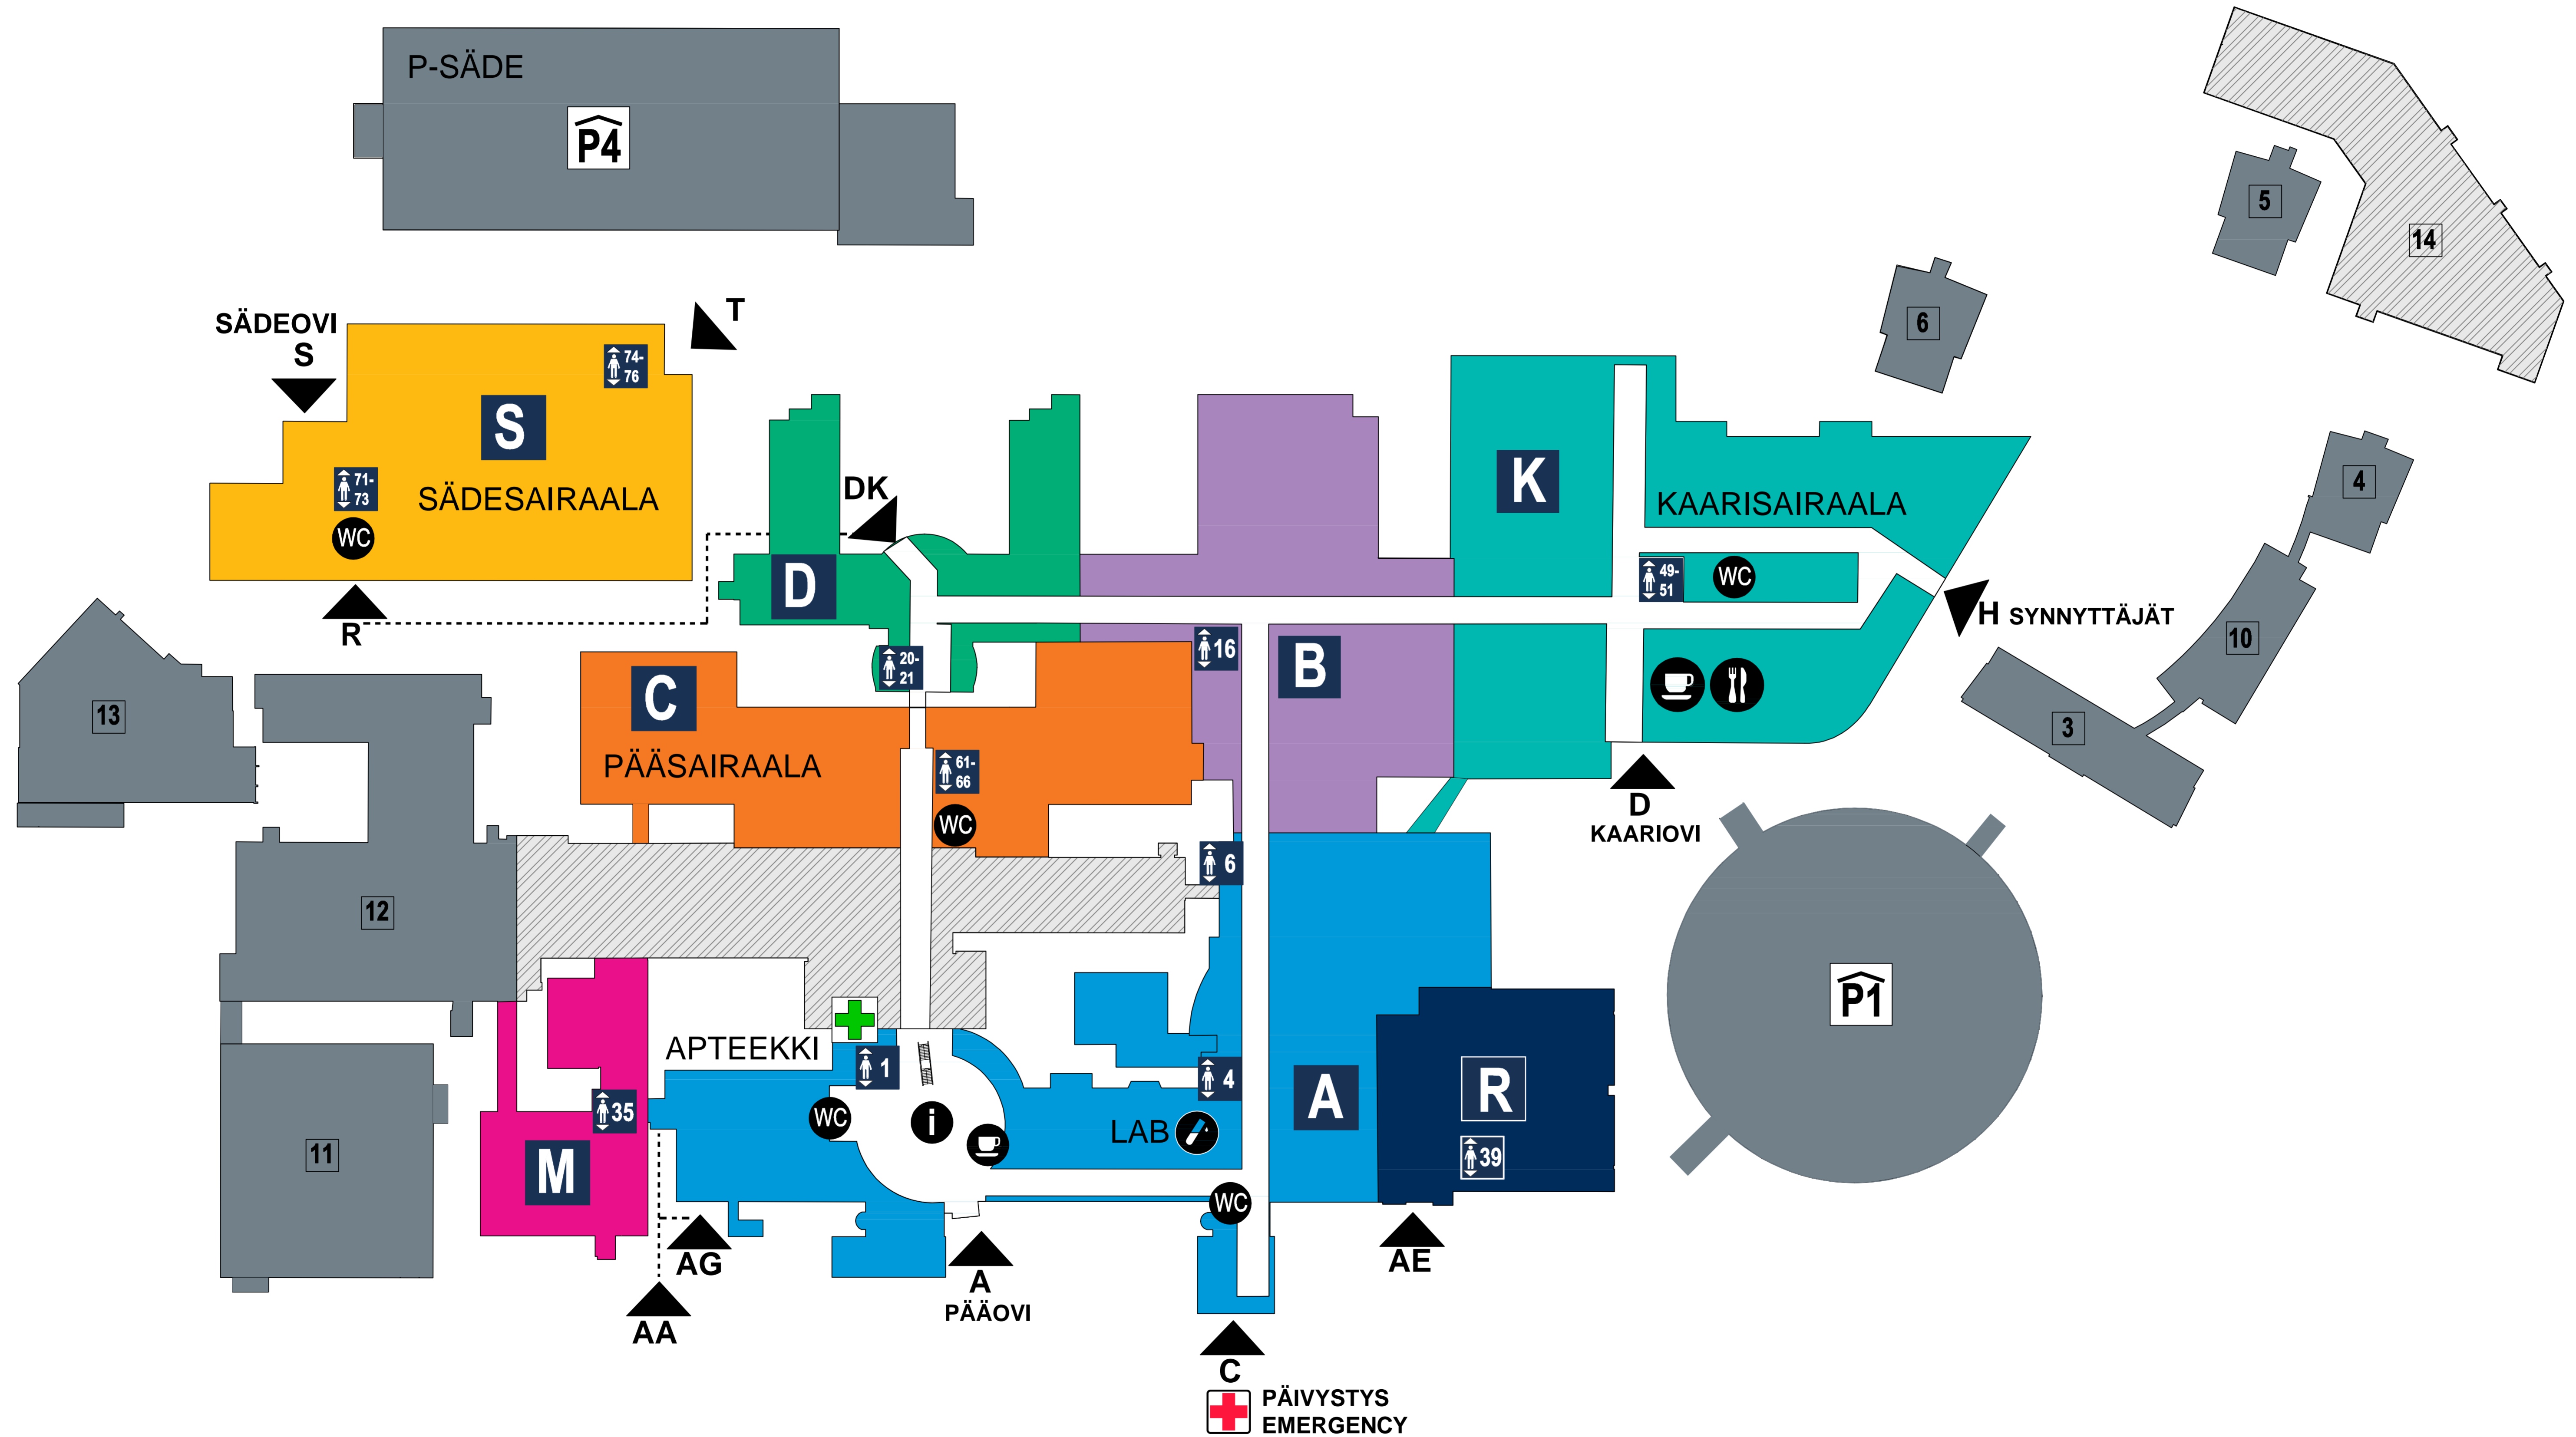 P-SÄDE
P4
5
14
6
T
SÄDEOVI
S
74-
76
S
SÄDESAIRAALA
71-
73
WC
R
DK
D
20-
21
K
KAARISAIRAALA
49-
51
WC
4
10
3
H SYNNYTTÄJÄT
16
B
C
PÄÄSAIRAALA
61-
66
WC
13
D
KAARIOVI
6
12
P1
APTEEKKI
1
WC
i
LAB
4
A
R
39
35
M
11
WC
AG
AA
A
PÄÄOVI
AE
C
PÄIVYSTYS
EMERGENCY